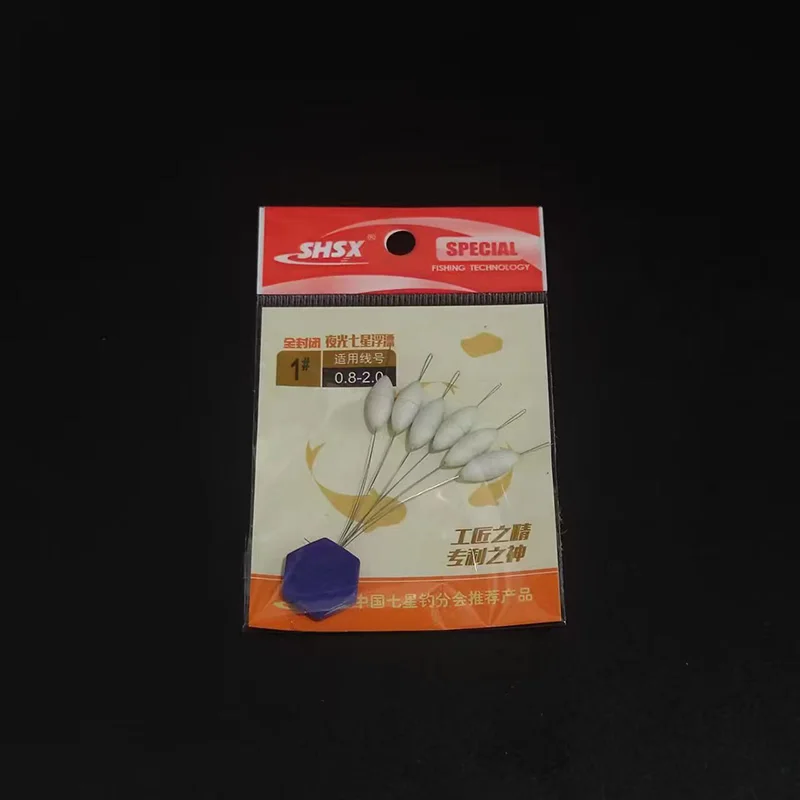 SHSX®
SPECIAL
FISHING TECHNOLOGY
全封闭 夜光七星浮漂
1# 适用线号
0.8-2.0
工匠之精
专测之神
中国七星钓分会推荐产品